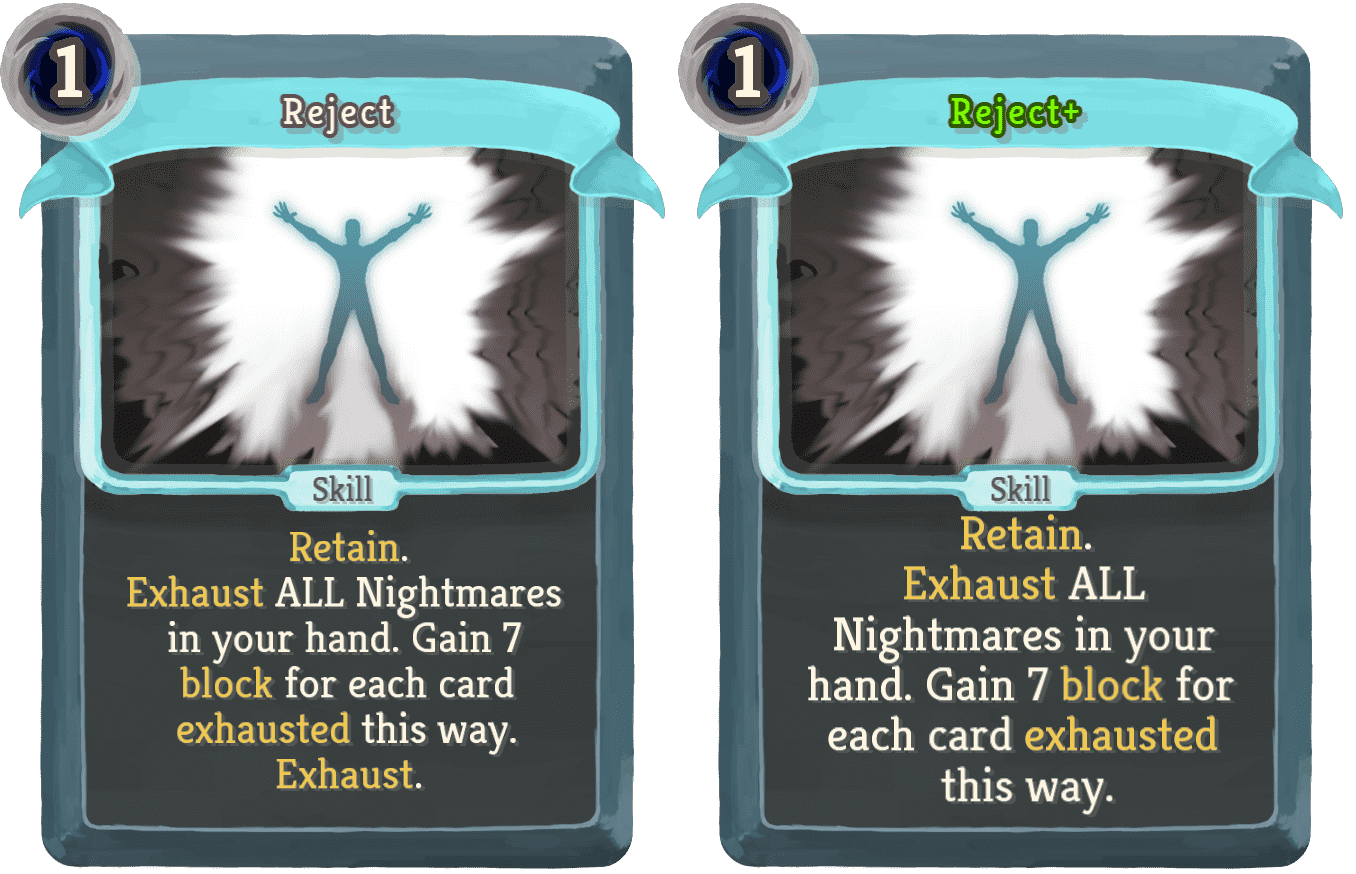 1
Reject
Skill
Retain.
Exhaust ALL Nightmares
in your hand. Gain 7
block for each card
exhausted this way.
Exhaust.
1
Reject+
Skill
Retain.
Exhaust ALL
Nightmares in your
hand. Gain 7 block for
each card exhausted
this way.